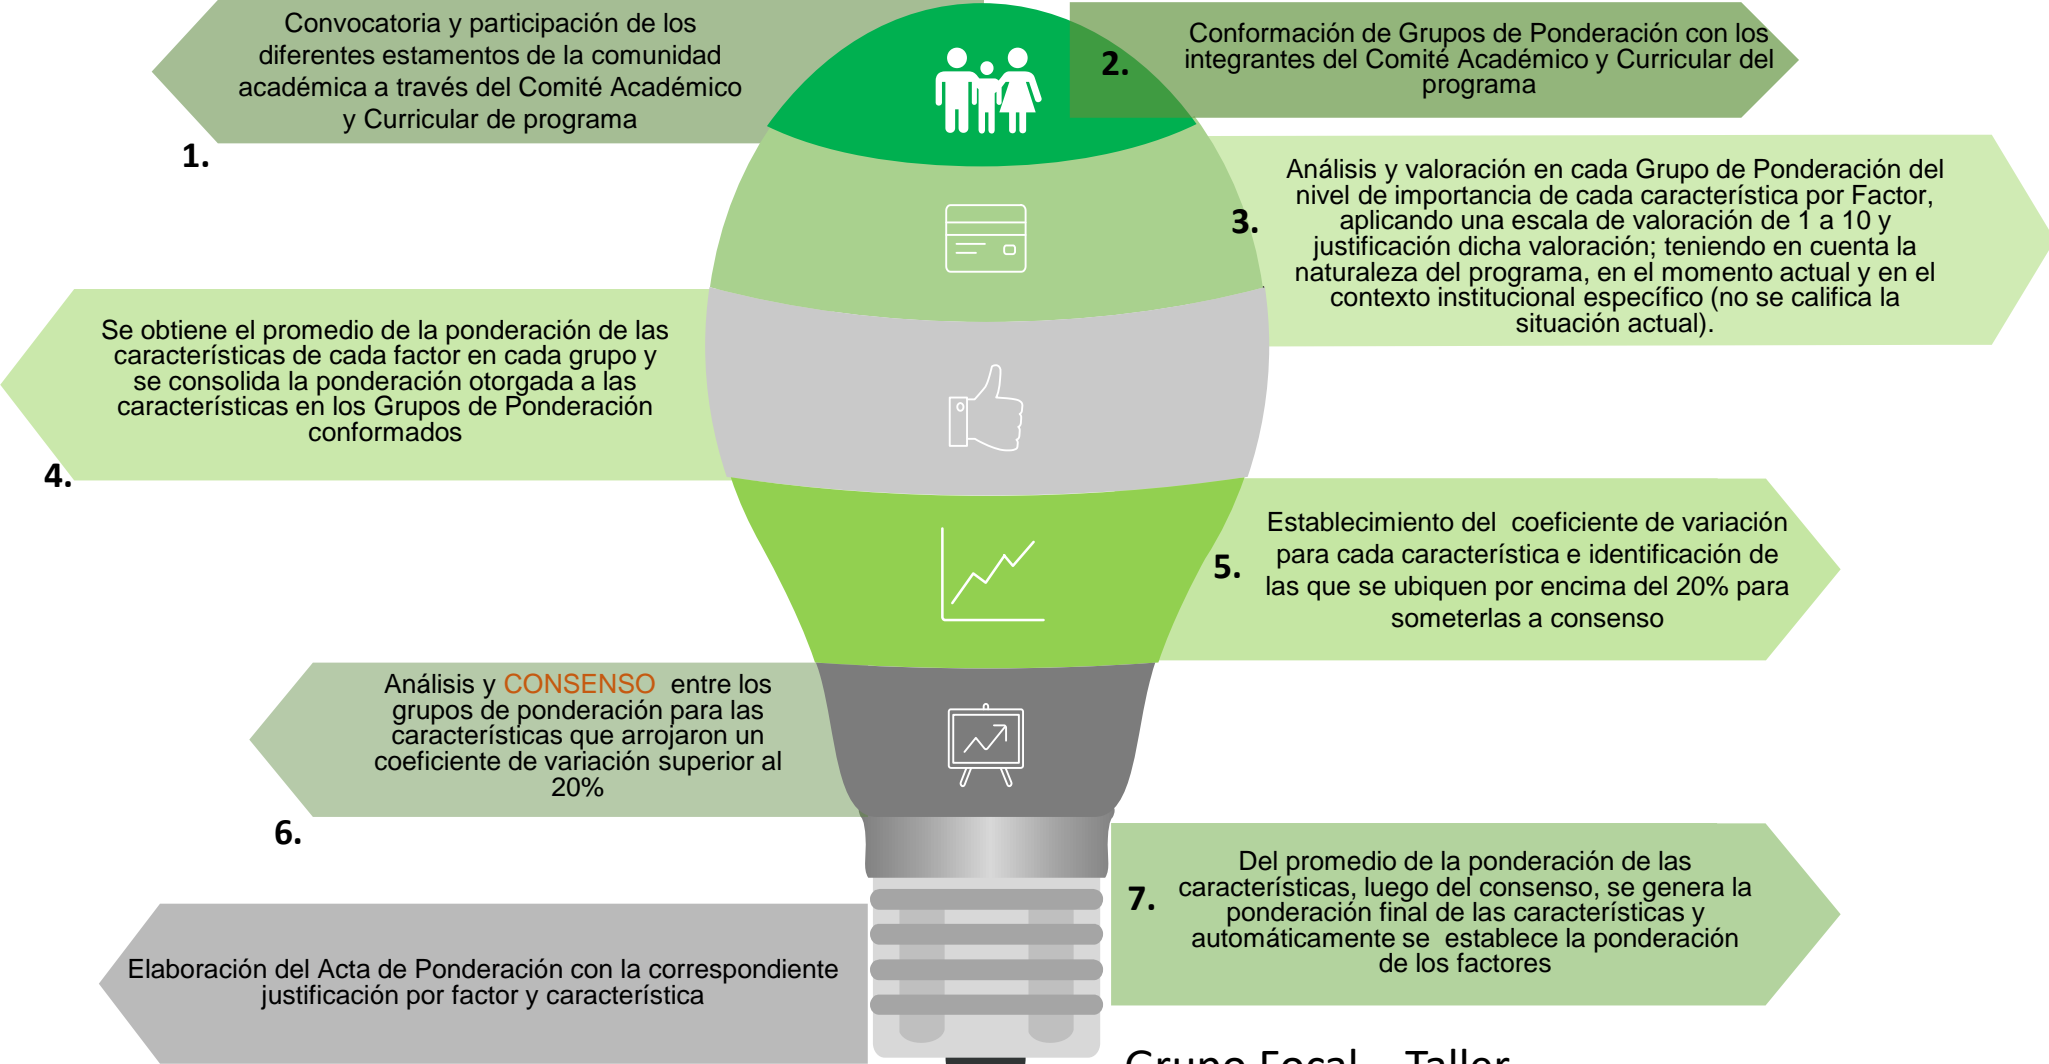 Convocatoria y participación de los
diferentes estamentos de la comunidad
académica a través del Comité Académico
y Curricular de programa
1.
2.
Conformación de Grupos de Ponderación con los
integrantes del Comité Académico y Curricular del
programa
3.
Análisis y valoración en cada Grupo de Ponderación del
nivel de importancia de cada característica por Factor,
aplicando una escala de valoración de 1 a 10 y
justificación dicha valoración; teniendo en cuenta la
naturaleza del programa, en el momento actual y en el
contexto institucional específico (no se califica la
situación actual).
Se obtiene el promedio de la ponderación de las
características de cada factor en cada grupo y
se consolida la ponderación otorgada a las
características en los Grupos de Ponderación
conformados
4.
5.
Establecimiento del  coeficiente de variación
para cada característica e identificación de
las que se ubiquen por encima del 20% para
someterlas a consenso
Análisis y CONSENSO  entre los
grupos de ponderación para las
características que arrojaron un
coeficiente de variación superior al
20%
6.
7.
Del promedio de la ponderación de las
características, luego del consenso, se genera la
ponderación final de las características y
automáticamente se  establece la ponderación
de los factores
Elaboración del Acta de Ponderación con la correspondiente
justificación por factor y característica
Grupo Focal – Taller